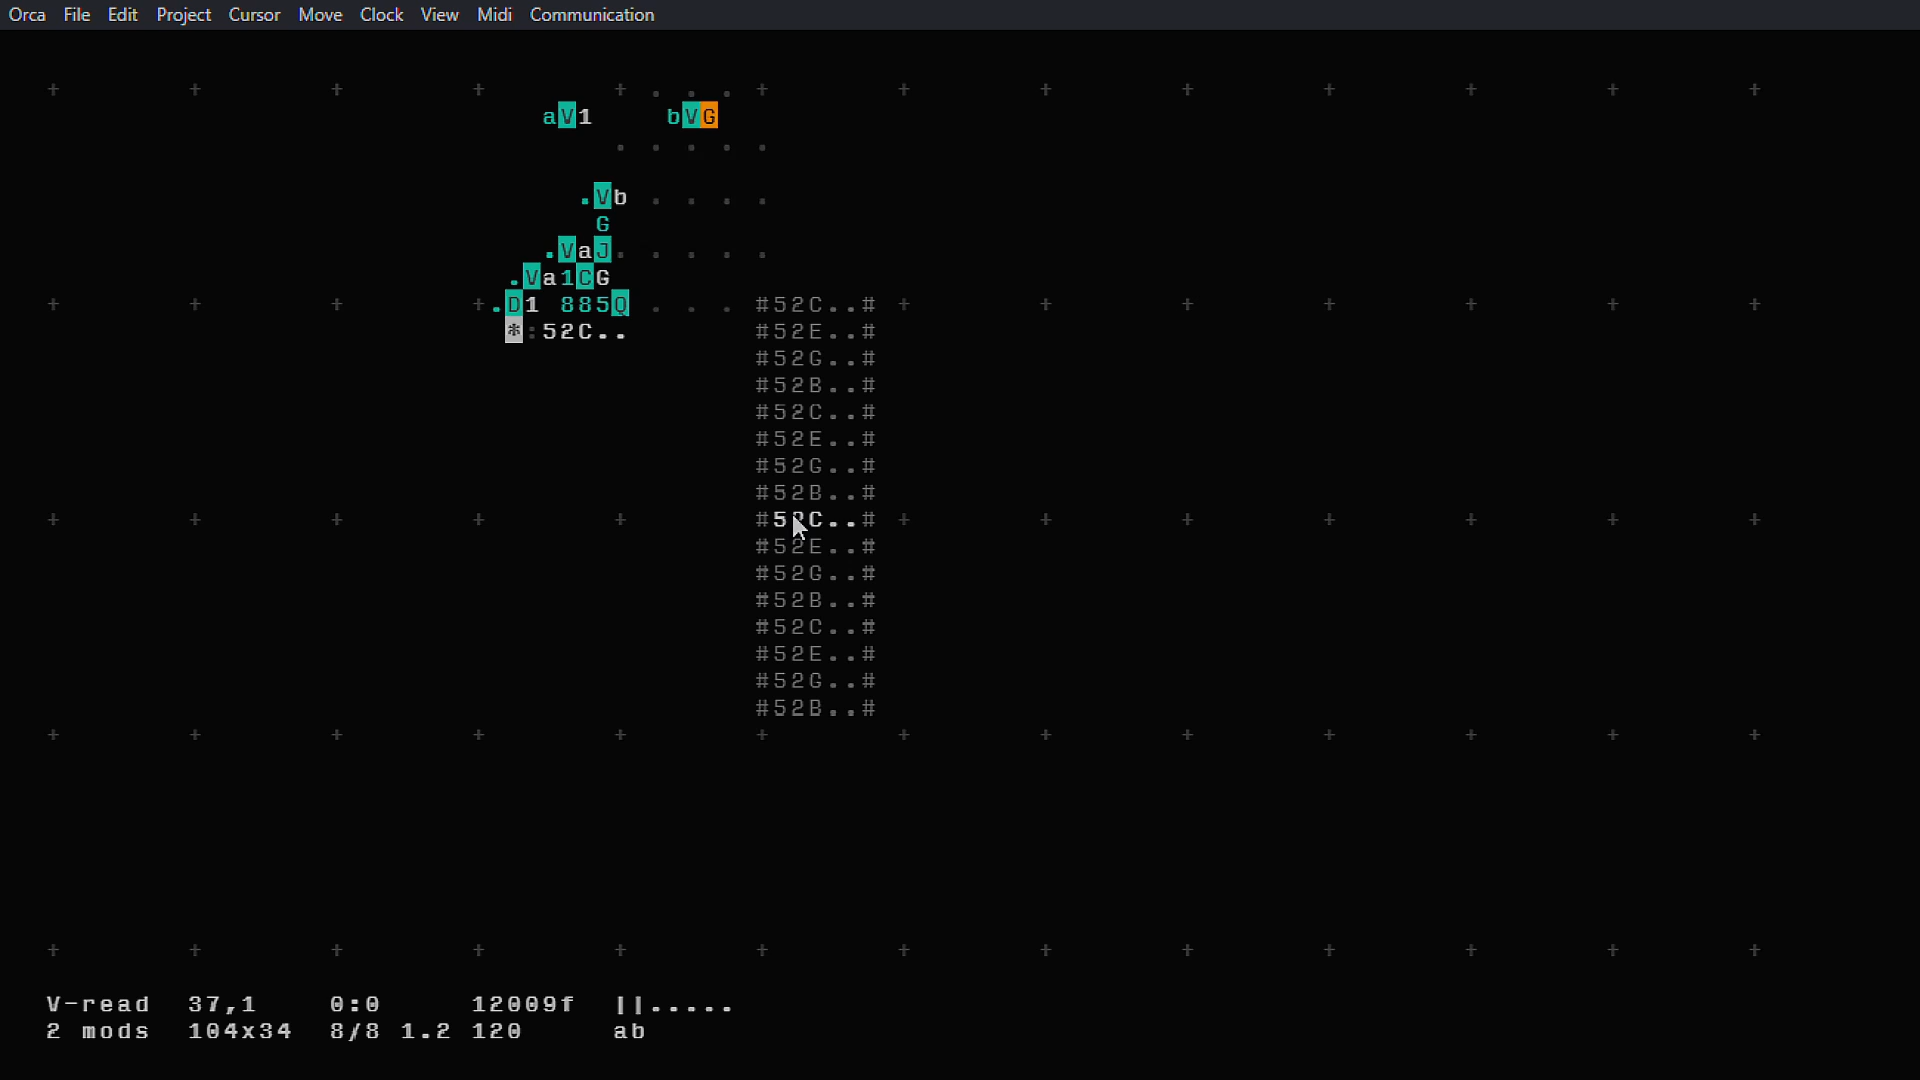 Orca File Edit Project Cursor Move Clock View Midi Communication
+ + + + + . . . + + + + + + + +
aV1 bVG
. . . . .
.Vb . . . .
G
.VaJ. . . . .
.Va1CG
+ + + +.D1 885Q . . . #52C..# + + + + + + +
*:52C.. #52E..#
#52G..#
#52B..#
#52C..#
#52E..#
#52G..#
#52B..#
+ + + + + #52C..# + + + + + + +
#52E..#
#52G..#
#52B..#
#52C..#
#52E..#
#52G..#
#52B..#
+ + + + + + + + + + + + +
+ + + + + + + + + + + + +
V-read 37,1 0:0 12009f ||.....
2 mods 104x34 8/8 1.2 120 ab